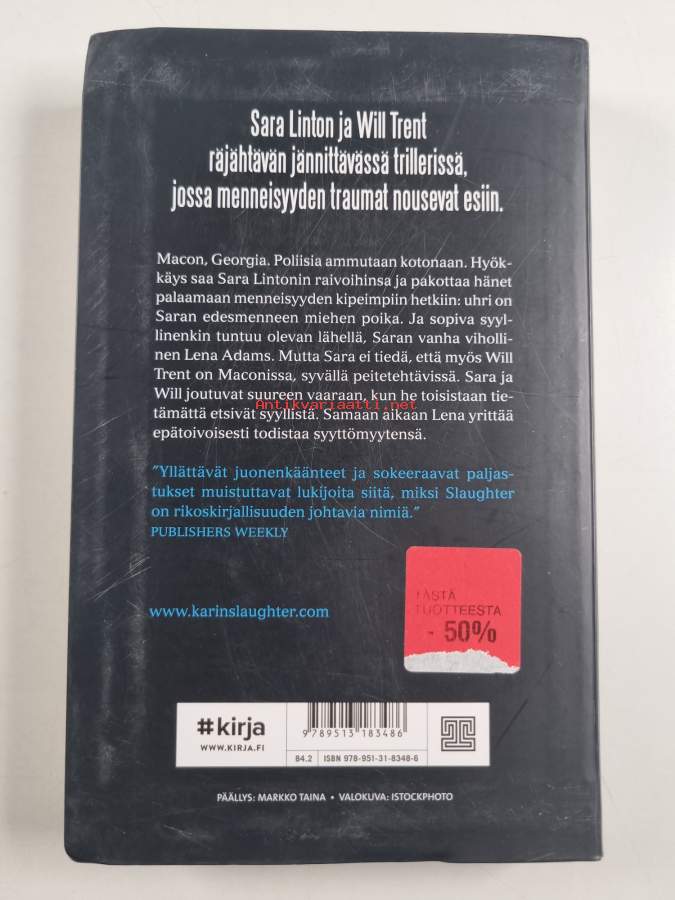 Sara Linton ja Will Trent
räjähtävän jännittävässä trillerissä,
jossa menneisyyden traumat nousevat esiin.
Macon, Georgia. Poliisia ammutaan kotonaan. Hyök-
käys saa Sara Lintonin raivoihinsa ja pakottaa hänet
palaamaan menneisyyden kipeimpiin hetkiin: uhri on
Saran edesmenneen miehen poika. Ja sopiva syyl-
linenkin tuntuu olevan lähellä, Saran vanha viholli-
nen Lena Adams. Mutta Sara ei tiedä, että myös Will
Trent on Maconissa, syvällä peitetehtävissä. Sara ja
Will joutuvat suureen vaaraan, kun he toisistaan tie-
Antikvariaatti.net
tämättä etsivät syyllistä. Samaan aikaan Lena yrittää
epätoivoisesti todistaa syyttömyytensä.
”Yllättävät juonenkäänteet ja sokeeraavat paljas-
tukset muistuttavat lukijoita siitä, miksi Slaughter
on rikoskirjallisuuden johtavia nimiä.”
PUBLISHERS WEEKLY
TÄSTÄ
TUOTTEESTA
- 50%
www.karinslaughter.com
#kirja
WWW.KIRJA.FI
9 789513 183486
84.2 ISBN 978-951-31-8348-6
PÄÄLLYS: MARKKO TAINA • VALOKUVA: ISTOCKPHOTO